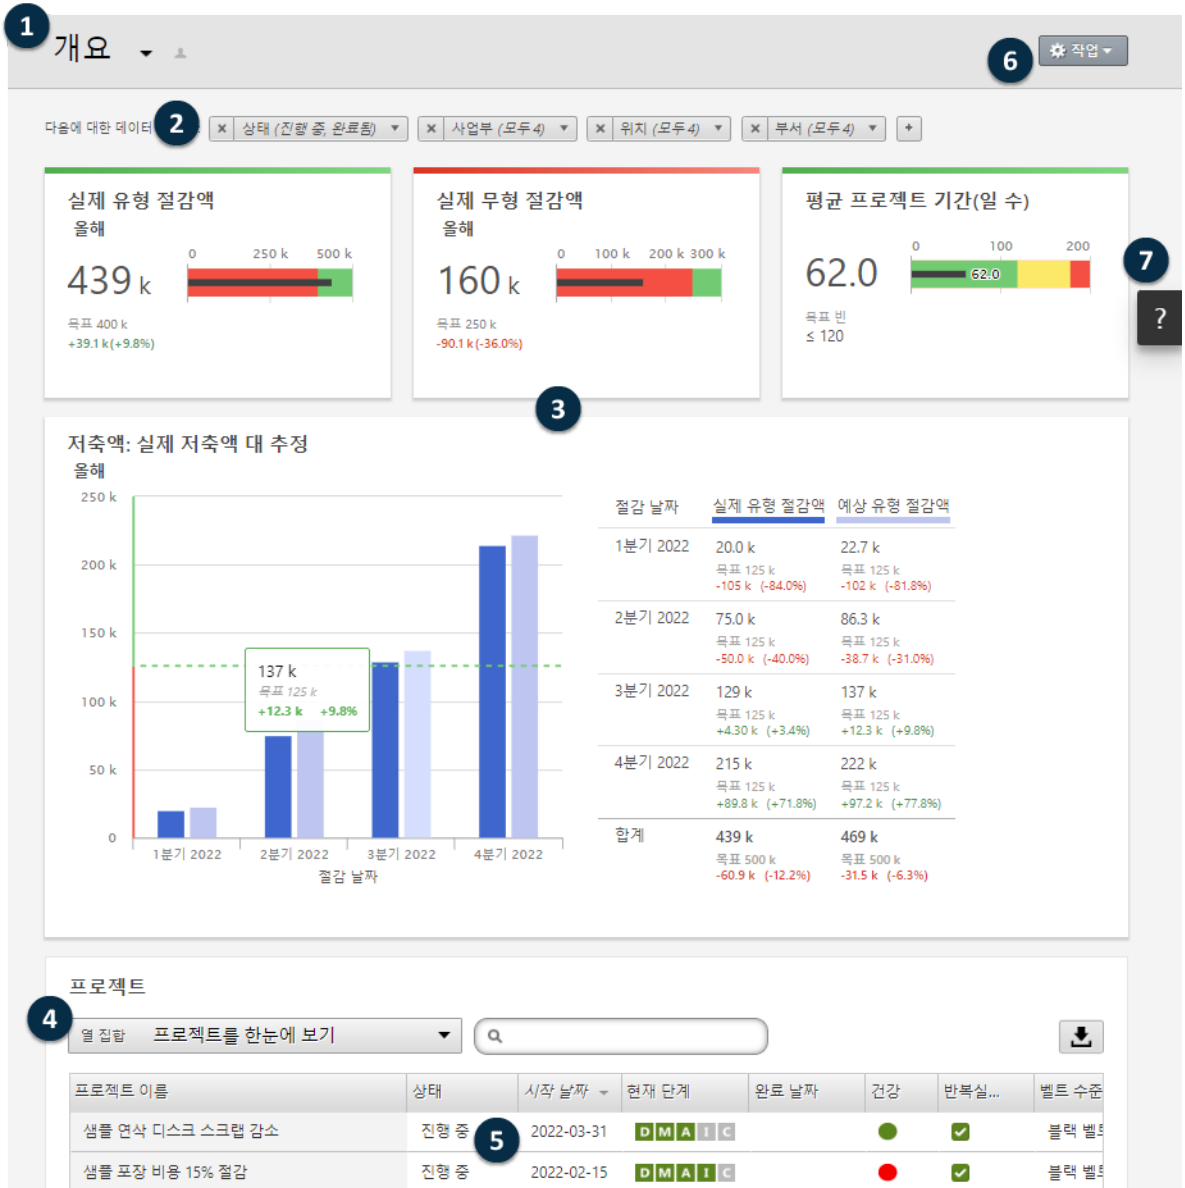 1
개요
6
작업
다음에 대한 데이터
2
상태 (진행 중, 완료됨)
사업부 (모두 4)
위치 (모두 4)
부서 (모두 4)
+
실제 유형 절감액
올해
439 k
0 250 k 500 k
목표 400 k
+39.1 k (+9.8%)
실제 무형 절감액
올해
160 k
0 100 k 200 k 300 k
목표 250 k
-90.1 k (-36.0%)
평균 프로젝트 기간(일 수)
62.0
0 100 200
62.0
목표 빈
≤ 120
7
?
3
저축액: 실제 저축액 대 추정
올해
250 k
200 k
150 k
100 k
50 k
0
137 k
목표 125 k
+12.3 k +9.8%
1분기 2022 2분기 2022 3분기 2022 4분기 2022
절감 날짜
절감 날짜 실제 유형 절감액 예상 유형 절감액
1분기 2022 20.0 k 22.7 k
목표 125 k 목표 125 k
-105 k (-84.0%) -102 k (-81.8%)
2분기 2022 75.0 k 86.3 k
목표 125 k 목표 125 k
-50.0 k (-40.0%) -38.7 k (-31.0%)
3분기 2022 129 k 137 k
목표 125 k 목표 125 k
+4.30 k (+3.4%) +12.3 k (+9.8%)
4분기 2022 215 k 222 k
목표 125 k 목표 125 k
+89.8 k (+71.8%) +97.2 k (+77.8%)
합계 439 k 469 k
목표 500 k 목표 500 k
-60.9 k (-12.2%) -31.5 k (-6.3%)
프로젝트
4
열 집합 프로젝트를 한눈에 보기
프로젝트 이름 상태 시작 날짜 현재 단계 완료 날짜 건강 반복실... 벨트 수준
샘플 연삭 디스크 스크랩 감소 진행 중 2022-03-31 D M A I C 블랙 벨트
5
샘플 포장 비용 15% 절감 진행 중 2022-02-15 D M A I C 블랙 벨트